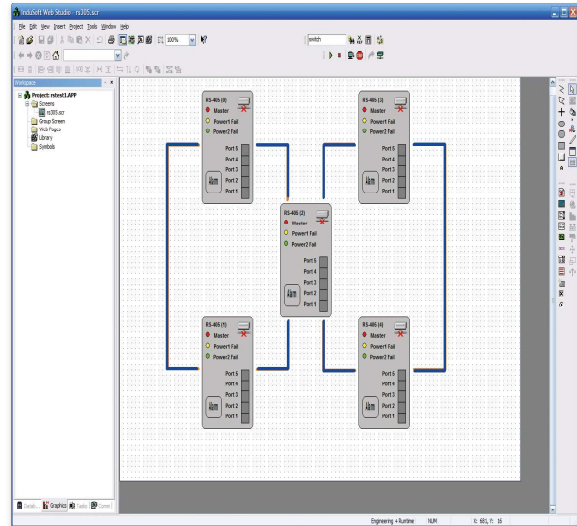 InduSoft Web Studio - rs305.scr
File Edit View Insert Project Tools Window Help
100%
switch
Workspace
Project: rstest1.APP
Screens
rs305.scr
Group Screen
Web Pages
Library
Symbols
RS-405 (0)
Master
Power1 Fail
Power2 Fail
Port 5
Port 4
Port 3
Port 2
Port 1
Alarm
RS-405 (3)
Master
Power1 Fail
Power2 Fail
Port 5
Port 4
Port 3
Port 2
Port 1
Alarm
RS-405 (2)
Master
Power1 Fail
Power2 Fail
Port 5
Port 4
Port 3
Port 2
Port 1
Alarm
RS-405 (1)
Master
Power1 Fail
Power2 Fail
Port 5
Port 4
Port 3
Port 2
Port 1
Alarm
RS-405 (4)
Master
Power1 Fail
Power2 Fail
Port 5
Port 4
Port 3
Port 2
Port 1
Alarm
Graphics Tasks Comm
Engineering + Runtime NUM X: 681, Y: 16